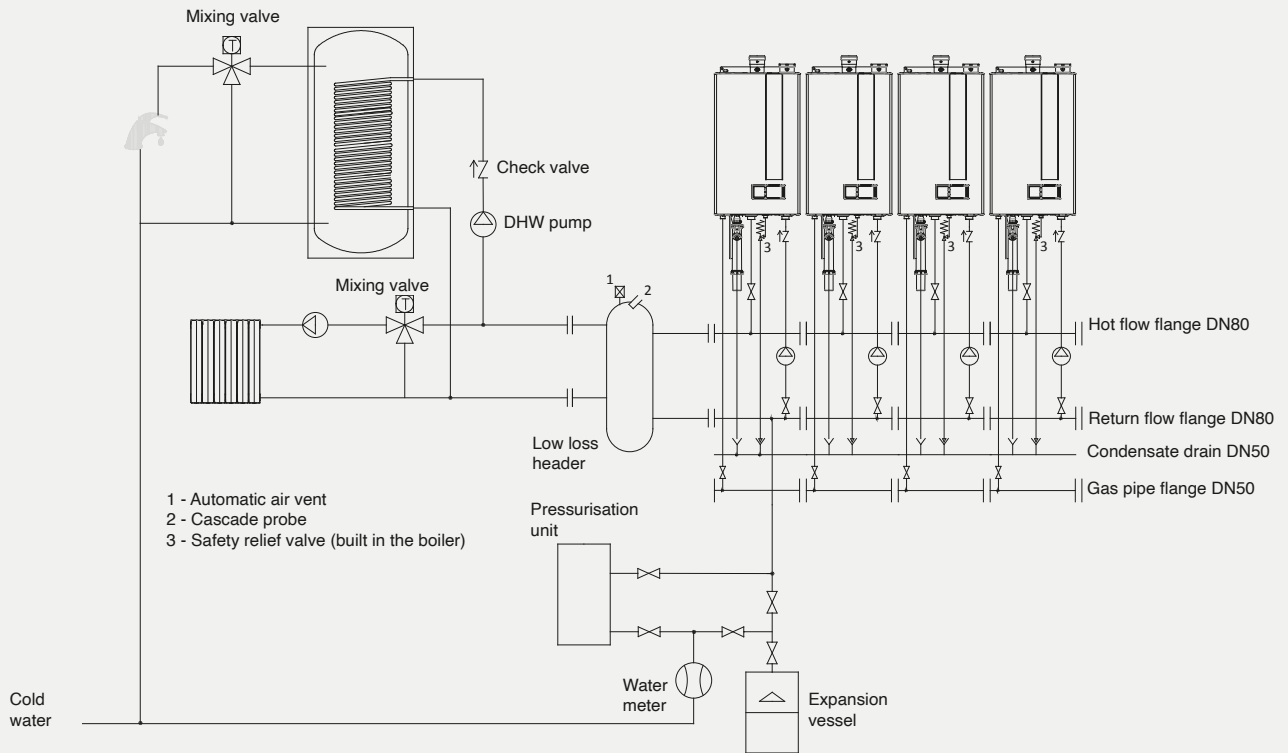 Mixing valve
T
Check valve
DHW pump
3
3
3
3
Mixing valve
T
1
2
Hot flow flange DN80
Return flow flange DN80
Low loss
header
Condensate drain DN50
Gas pipe flange DN50
1 - Automatic air vent
2 - Cascade probe
3 - Safety relief valve (built in the boiler)
Pressurisation
unit
Water
meter
Expansion
vessel
Cold
water